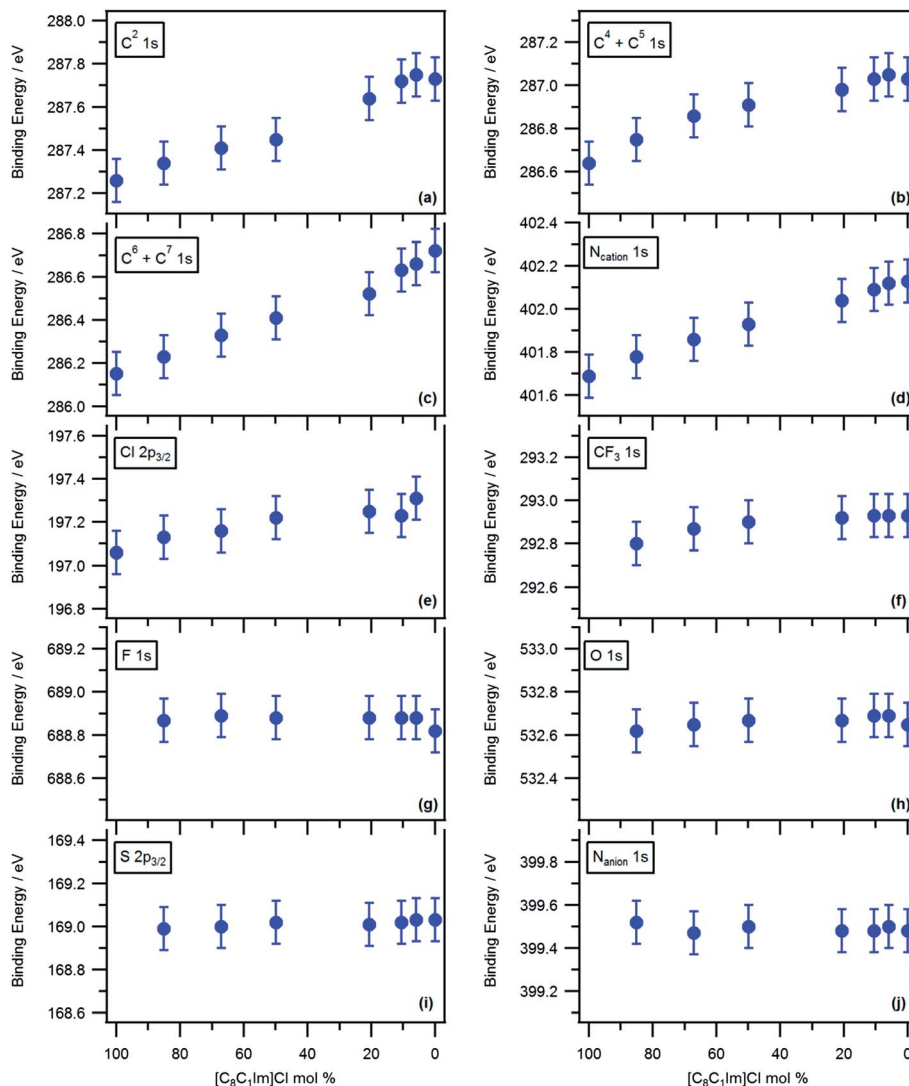 288.0
287.8
287.6
287.4
287.2
Binding Energy / eV
C² 1s
(a)
287.2
287.0
286.8
286.6
Binding Energy / eV
C⁴ + C⁵ 1s
(b)
286.8
286.6
286.4
286.2
286.0
Binding Energy / eV
C⁶ + C⁷ 1s
(c)
402.4
402.2
402.0
401.8
401.6
Binding Energy / eV
N_cation 1s
(d)
197.6
197.4
197.2
197.0
196.8
Binding Energy / eV
Cl 2p₃/₂
(e)
293.2
293.0
292.8
292.6
Binding Energy / eV
CF₃ 1s
(f)
689.2
689.0
688.8
688.6
Binding Energy / eV
F 1s
(g)
533.0
532.8
532.6
532.4
Binding Energy / eV
O 1s
(h)
169.4
169.2
169.0
168.8
168.6
Binding Energy / eV
S 2p₃/₂
(i)
399.8
399.6
399.4
399.2
Binding Energy / eV
N_anion 1s
(j)
100 80 60 40 20 0
[C₈C₁Im]Cl mol %
100 80 60 40 20 0
[C₈C₁Im]Cl mol %